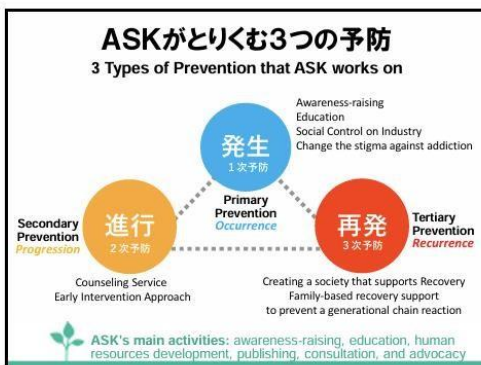 ASKがとりくむ3つの予防
3 Types of Prevention that ASK works on
Awareness-raising
Education
Social Control on Industry
Change the stigma against addiction
発生
1次予防
Primary
Prevention
Occurrence
Secondary
Prevention
Progression
進行
2次予防
再発
3次予防
Tertiary
Prevention
Recurrence
Counseling Service
Early Intervention Approach
Creating a society that supports Recovery
Family-based recovery support
to prevent a generational chain reaction
ASK's main activities: awareness-raising, education, human
resources development, publishing, consultation, and advocacy